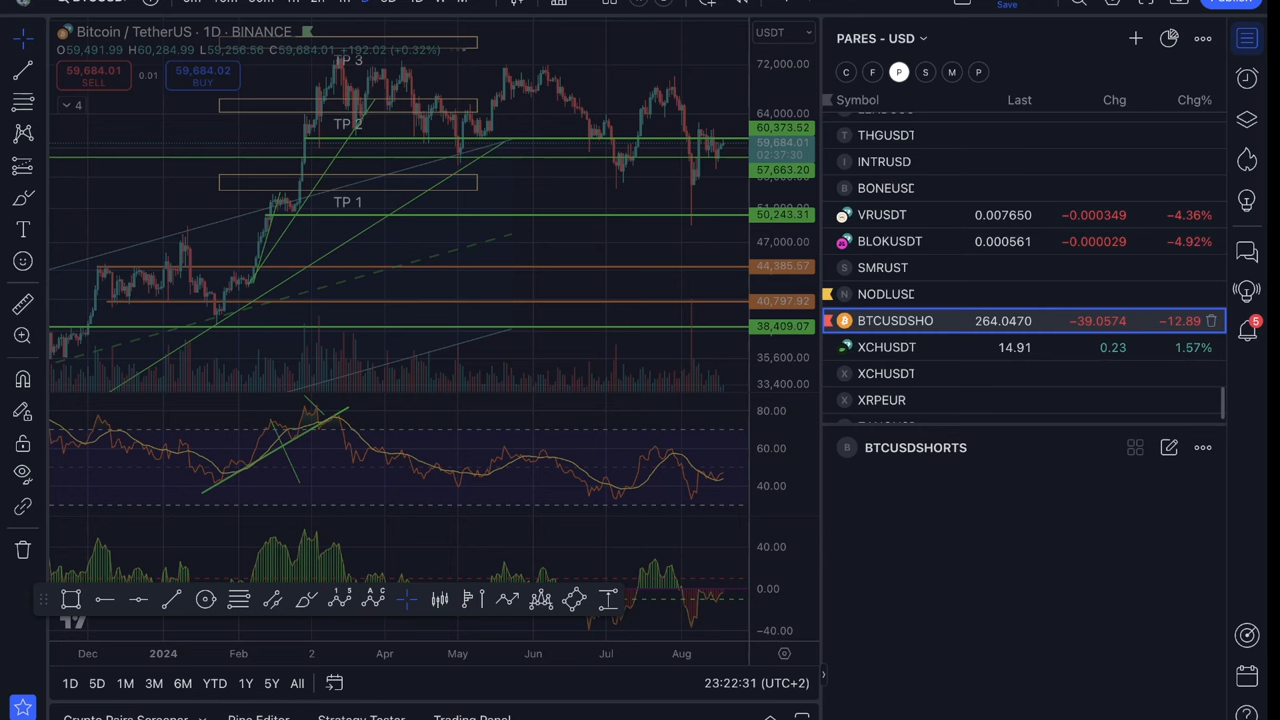 Save
Bitcoin / TetherUS · 1D · BINANCE
O59,491.99 H60,284.99 L59,256.56 C59,684.01 +192.02 (+0.32%)
59,684.01
SELL
0.01
59,684.02
BUY
4
TP 3
TP 2
TP 1
USDT
72,000.00
64,000.00
60,373.52
59,684.01
02:37:30
57,663.20
50,243.31
47,000.00
44,385.57
40,797.92
38,409.07
35,600.00
33,400.00
80.00
60.00
40.00
40.00
0.00
−40.00
Dec
2024
Feb
2
Apr
May
Jun
Jul
Aug
1D
5D
1M
3M
6M
YTD
1Y
5Y
All
23:22:31 (UTC+2)
Crypto Pairs Screener
Pine Editor
Strategy Tester
Trading Panel
PARES - USD
C
F
P
S
M
P
Symbol
Last
Chg
Chg%
T THGUSDT
I INTRUSD
B BONEUSD
VRUSDT 0.007650 −0.000349 −4.36%
BLOKUSDT 0.000561 −0.000029 −4.92%
S SMRUST
N NODLUSD
BTCUSDSHO 264.0470 −39.0574 −12.89
XCHUSDT 14.91 0.23 1.57%
X XCHUSDT
X XRPEUR
B BTCUSDSHORTS
5